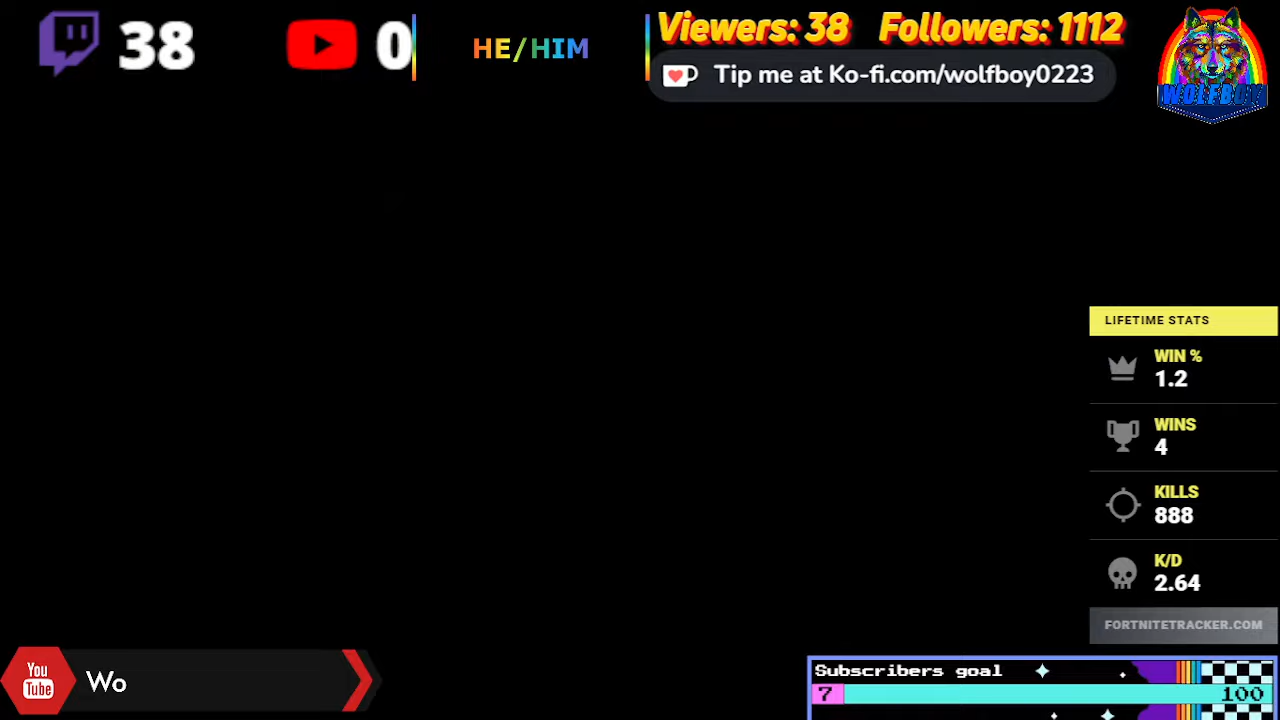 38
0
HE/HIM
Viewers: 38 Followers: 1112
Tip me at Ko-fi.com/wolfboy0223
WOLFBOY
LIFETIME STATS
WIN %
1.2
WINS
4
KILLS
888
K/D
2.64
FORTNITETRACKER.COM
You
Tube
Wo
Subscribers goal
7
100